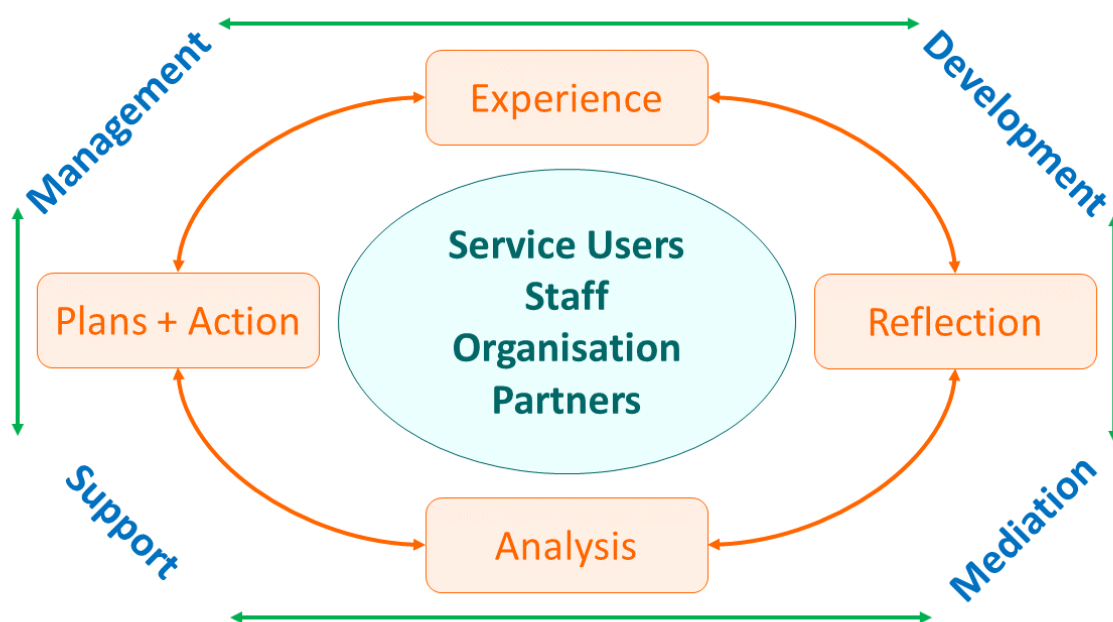 Management
Development
Experience
Service Users
Staff
Organisation
Partners
Plans + Action
Reflection
Support
Analysis
Mediation